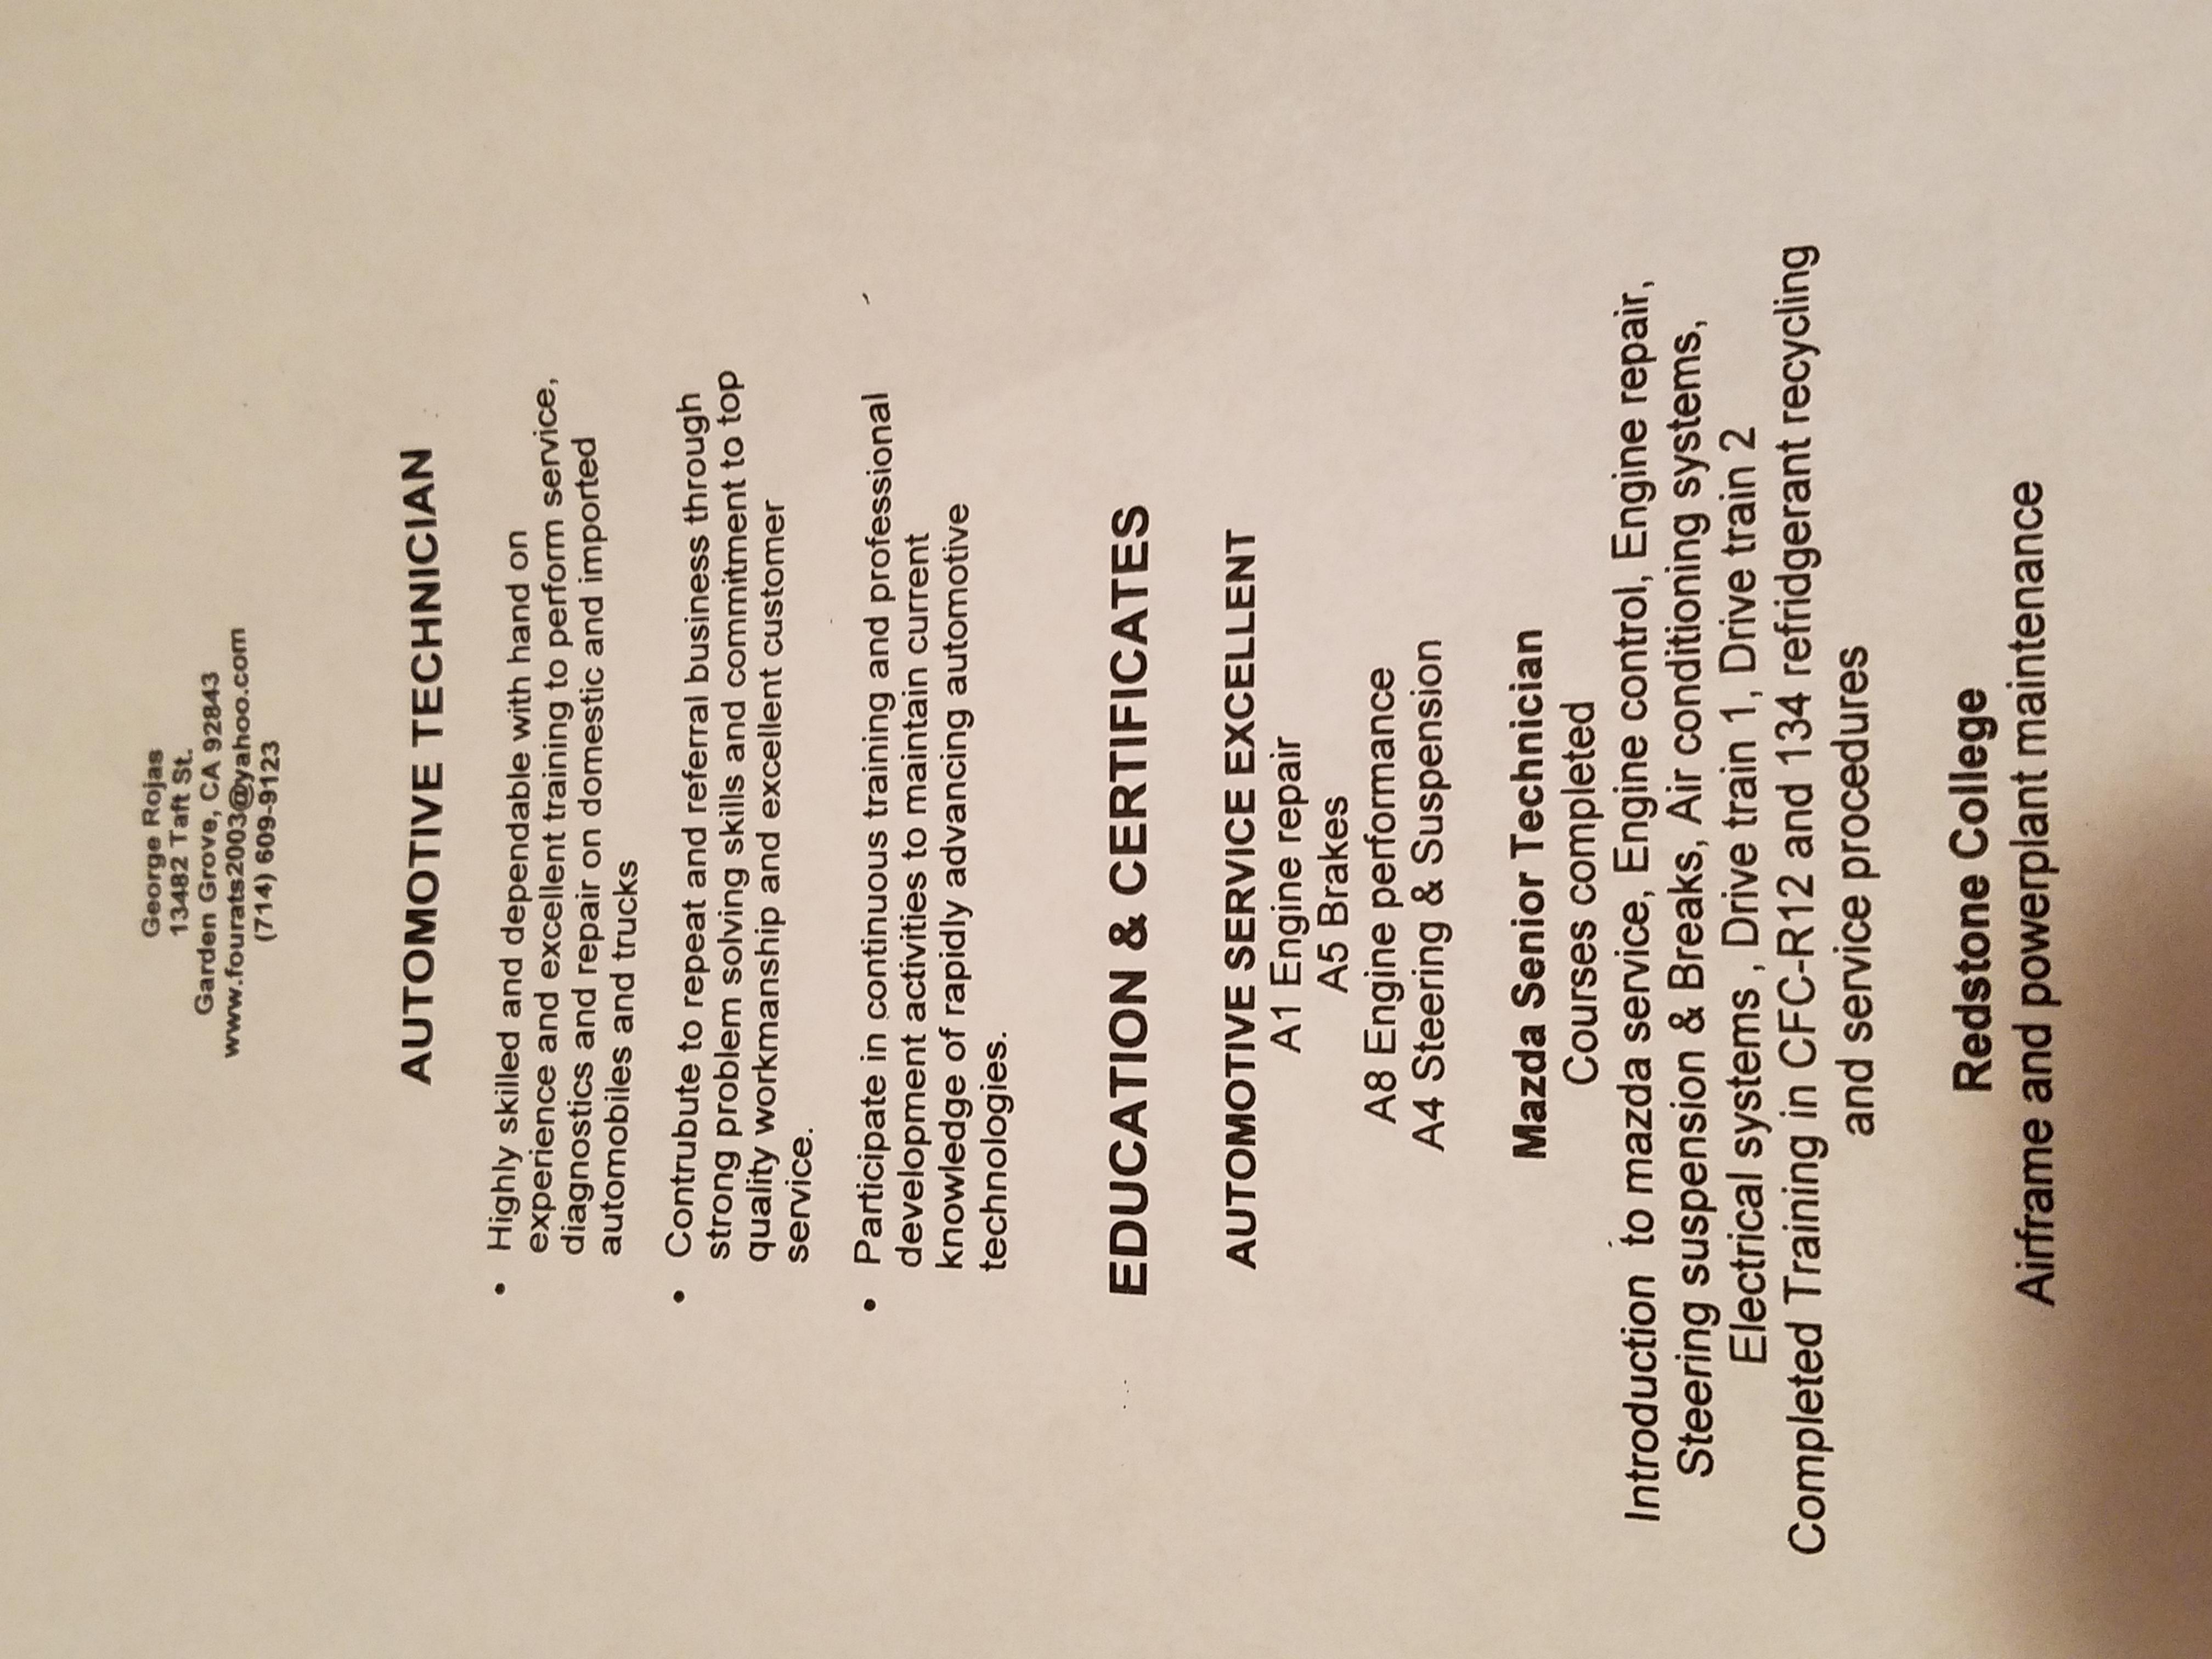 George Rojas
13482 Taft St.
Garden Grove, CA 92843
www.fourrats2003@yahoo.com
(714) 609-9123
AUTOMOTIVE TECHNICIAN
• Highly skilled and dependable with hand on
experience and excellent training to perform service,
diagnostics and repair on domestic and imported
automobiles and trucks
• Contrubute to repeat and referral business through
strong problem solving skills and commitment to top
quality workmanship and excellent customer
service.
• Participate in continuous training and professional
development activities to maintain current
knowledge of rapidly advancing automotive
technologies.
EDUCATION & CERTIFICATES
AUTOMOTIVE SERVICE EXCELLENT
A1 Engine repair
A5 Brakes
A8 Engine performance
A4 Steering & Suspension
Mazda Senior Technician
Courses completed
Introduction to mazda service, Engine control, Engine repair,
Steering suspension & Breaks, Air conditioning systems,
Electrical systems , Drive train 1, Drive train 2
Completed Training in CFC-R12 and 134 refridgerant recycling
and service procedures
Redstone College
Airframe and powerplant maintenance